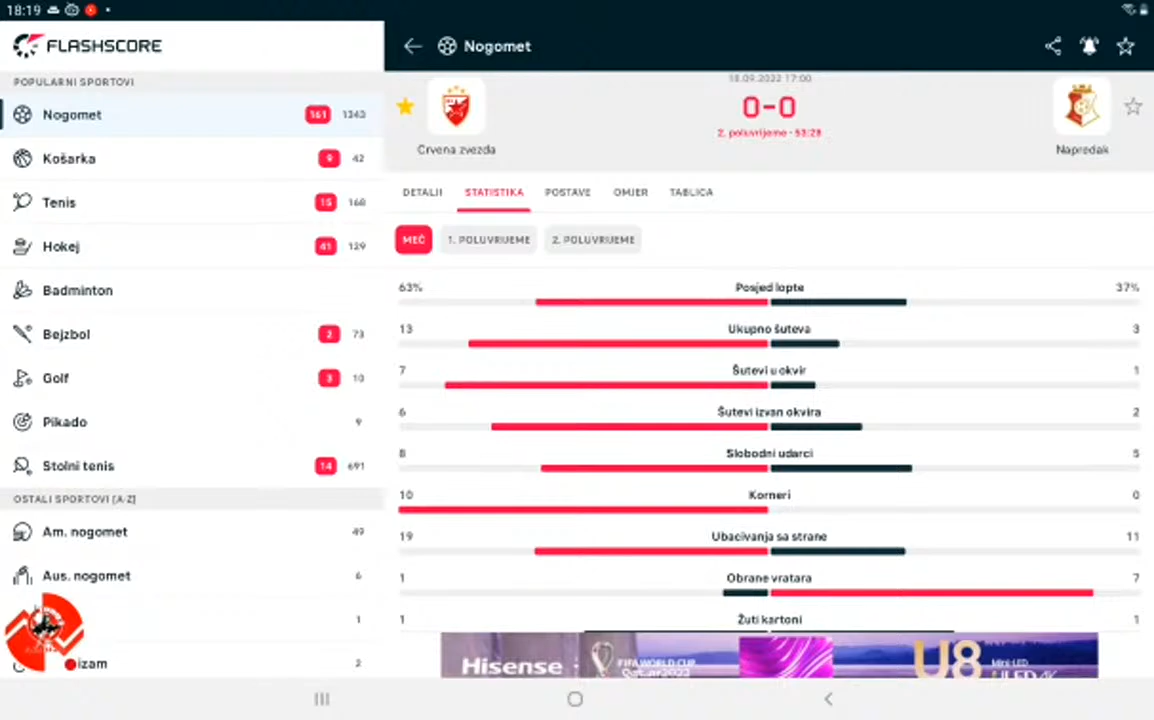 18:19
FLASHSCORE
POPULARNI SPORTOVI
Nogomet 161 1343
Košarka 9 42
Tenis 15 168
Hokej 41 129
Badminton
Bejzbol 2 73
Golf 3 10
Pikado 9
Stolni tenis 14 691
OSTALI SPORTOVI [A-Z]
Am. nogomet 49
Aus. nogomet 6
1
izam 2
Nogomet
18.09.2022 17:00
0-0
2. poluvrijeme - 53:28
Crvena zvezda
Napredak
DETALJI STATISTIKA POSTAVE OMJER TABLICA
MEČ 1. POLUVRIJEME 2. POLUVRIJEME
63% Posjed lopte 37%
13 Ukupno šuteva 3
7 Šutevi u okvir 1
6 Šutevi izvan okvira 2
8 Slobodni udarci 5
10 Korneri 0
19 Ubacivanja sa strane 11
1 Obrane vratara 7
1 Žuti kartoni 1
Hisense
FIFA WORLD CUP
Qatar2022
U8
Mini-LED
ULED 4K